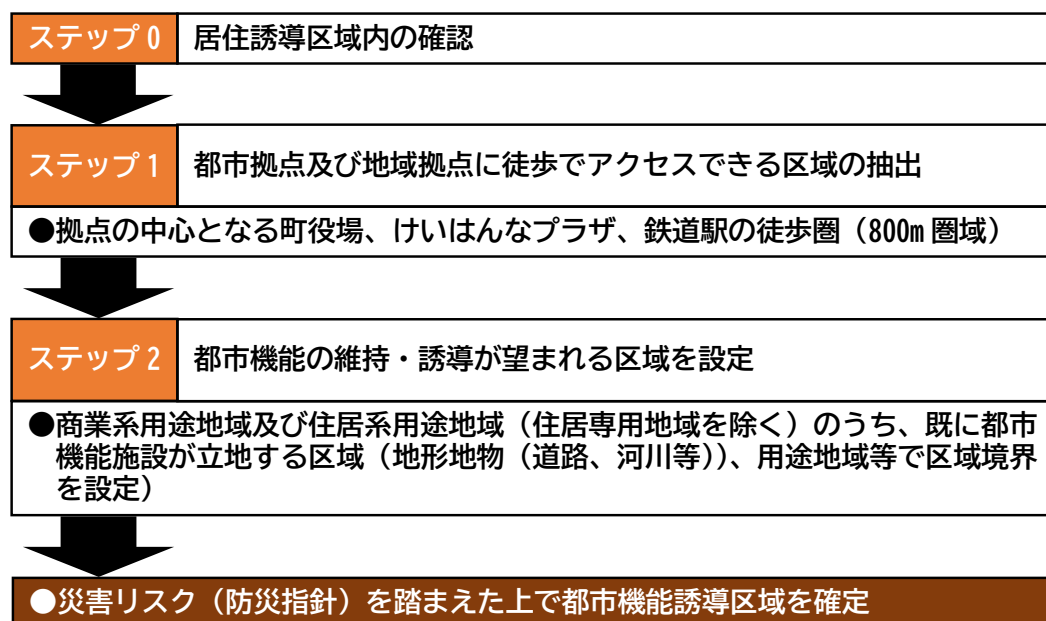 ステップ0 居住誘導区域内の確認
ステップ1 都市拠点及び地域拠点に徒歩でアクセスできる区域の抽出
●拠点の中心となる町役場、けいはんなプラザ、鉄道駅の徒歩圏（800m圏域）
ステップ2 都市機能の維持・誘導が望まれる区域を設定
●商業系用途地域及び住居系用途地域（住居専用地域を除く）のうち、既に都市
機能施設が立地する区域（地形地物（道路、河川等））、用途地域等で区域境界
を設定）
●災害リスク（防災指針）を踏まえた上で都市機能誘導区域を確定